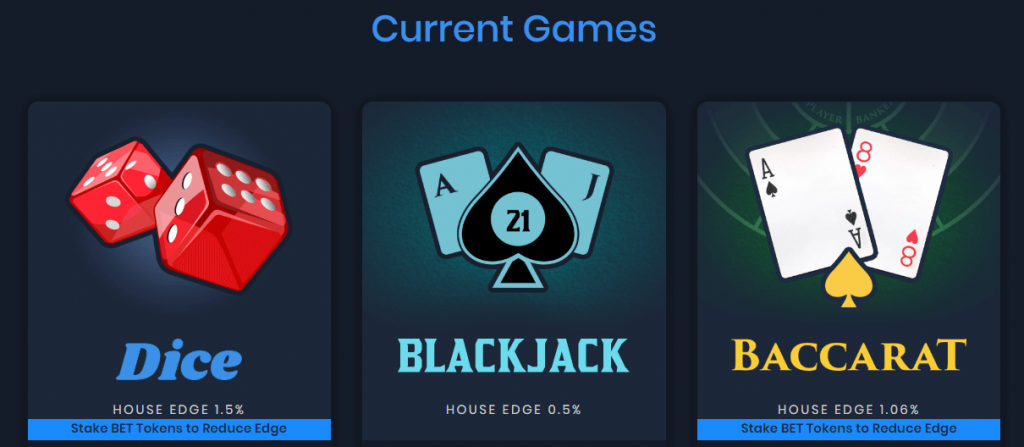 Current Games
A J
21
PLAYER BANKER
A 8
A 8
Dice
BLACKJACK
BACCARAT
HOUSE EDGE 1.5%
HOUSE EDGE 0.5%
HOUSE EDGE 1.06%
Stake BET Tokens to Reduce Edge
Stake BET Tokens to Reduce Edge